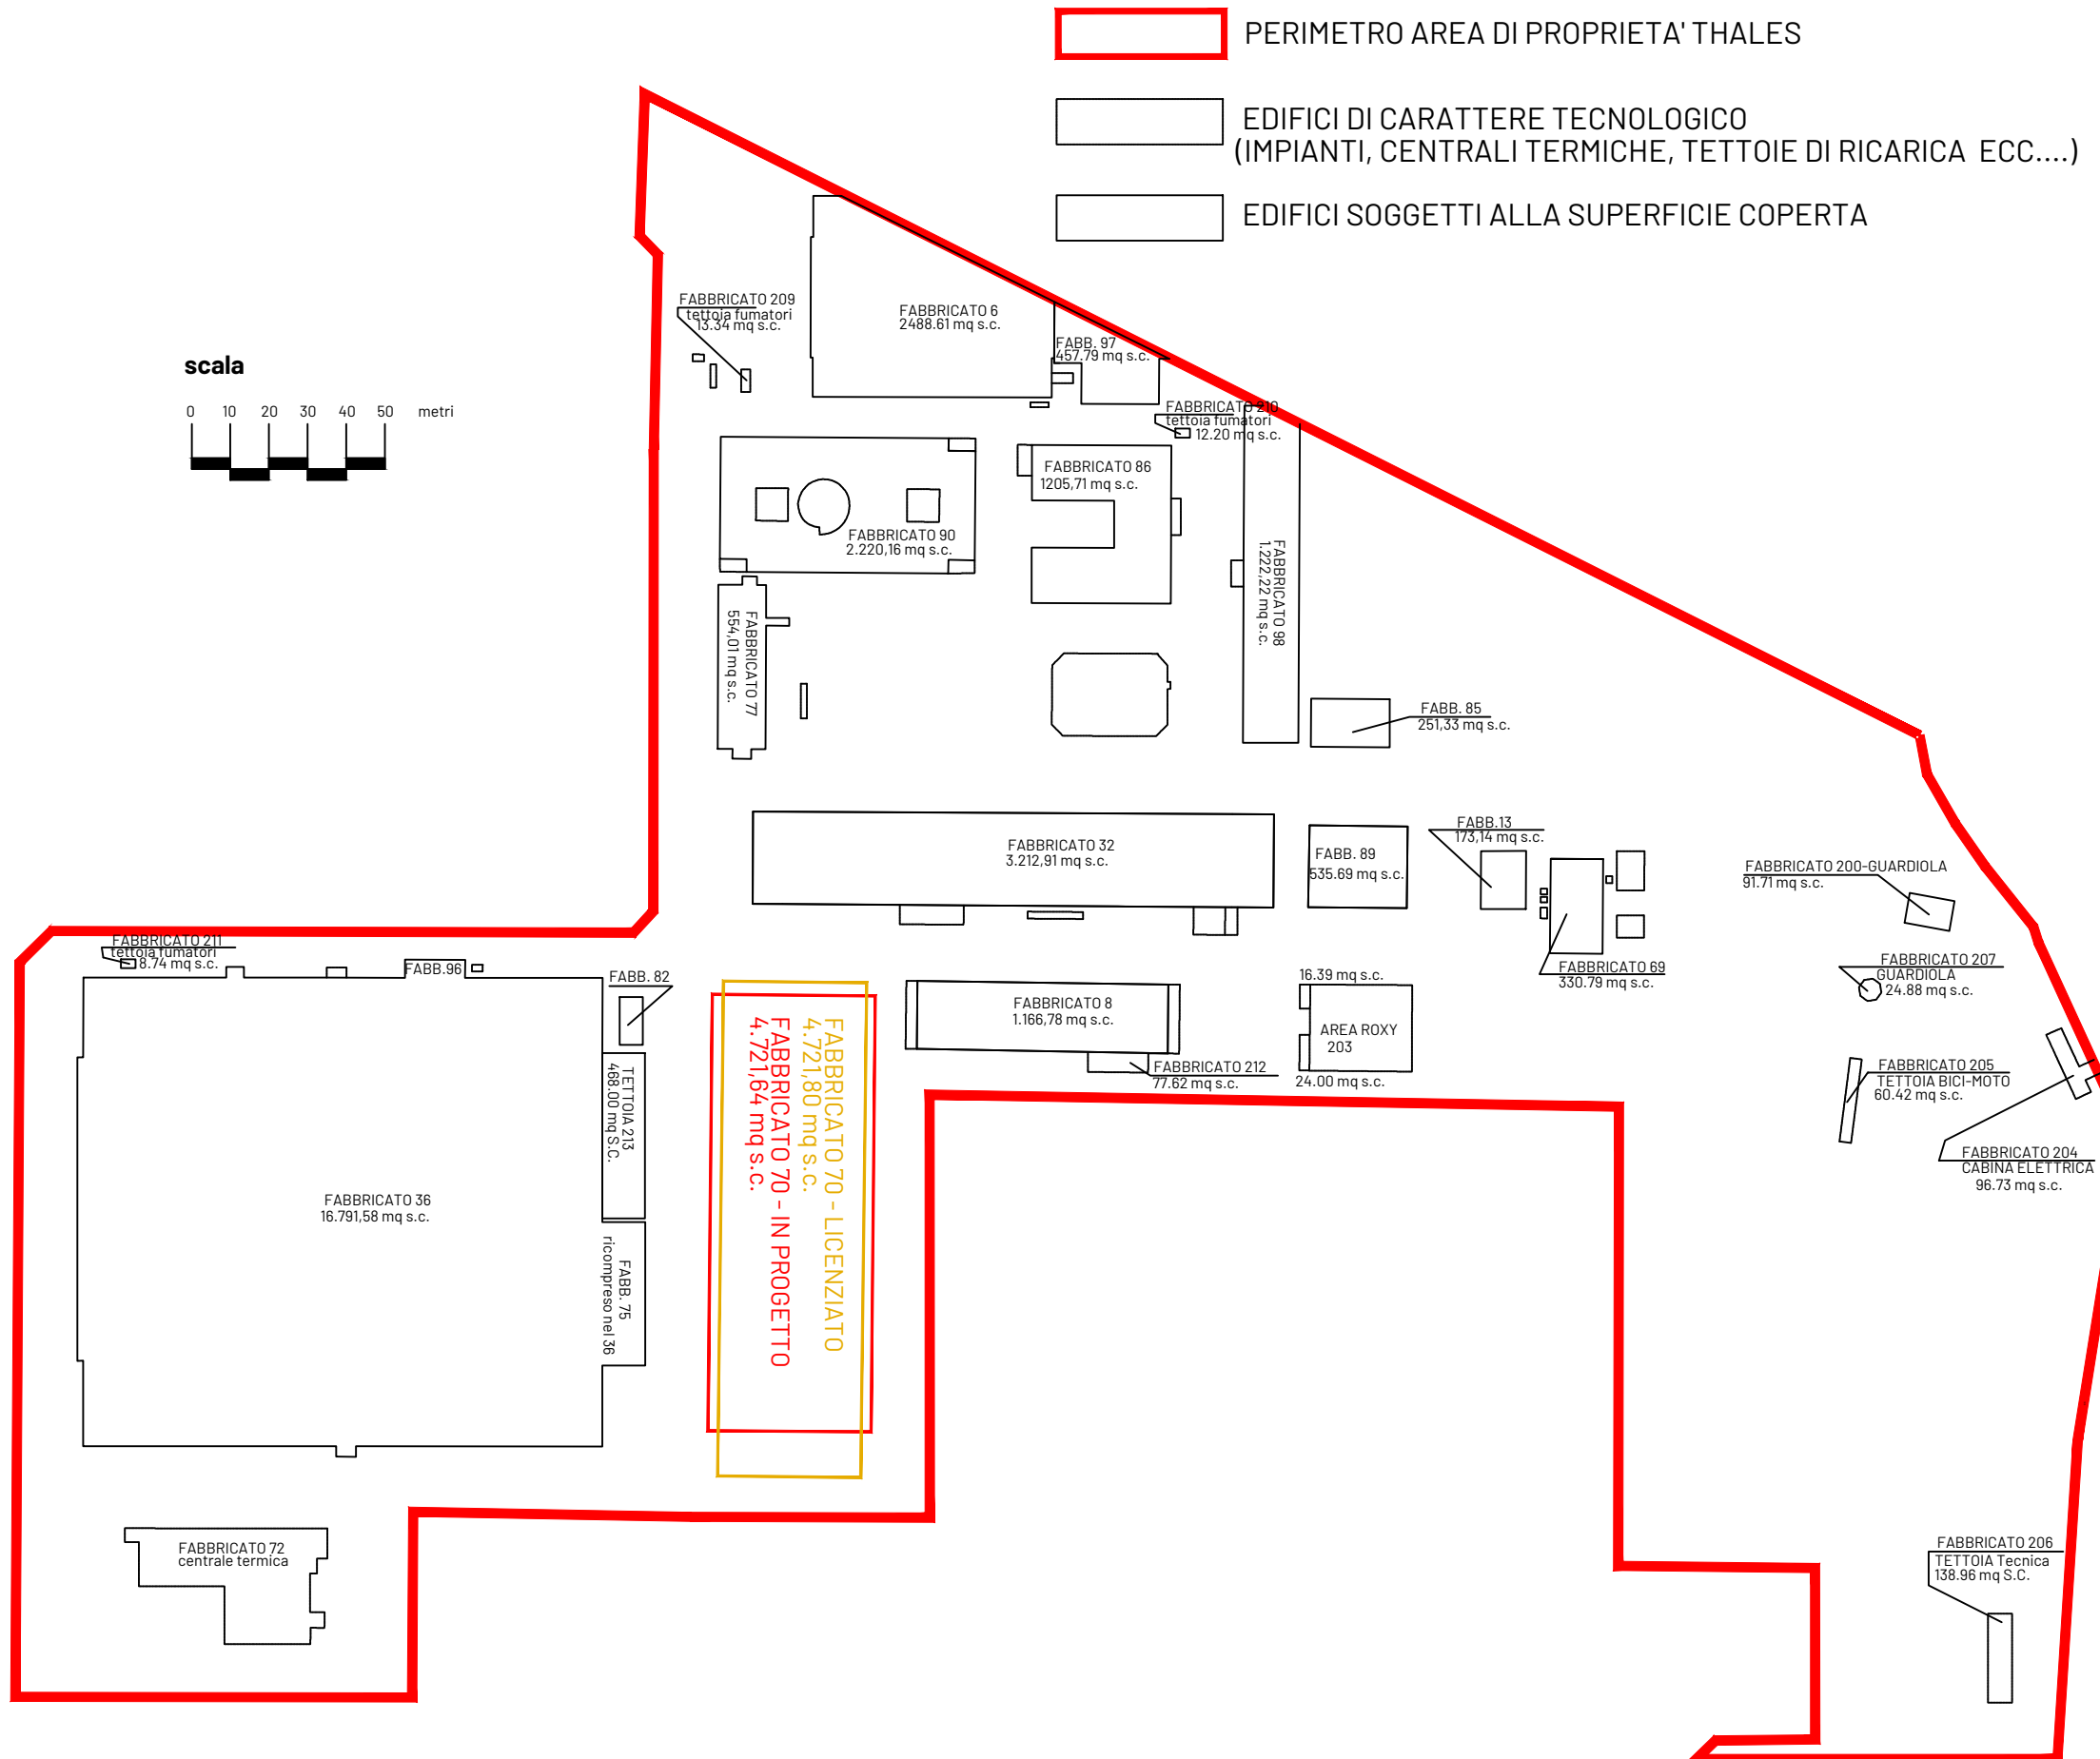 PERIMETRO AREA DI PROPRIETA' THALES
EDIFICI DI CARATTERE TECNOLOGICO
(IMPIANTI, CENTRALI TERMICHE, TETTOIE DI RICARICA ECC....)
EDIFICI SOGGETTI ALLA SUPERFICIE COPERTA
scala
0 10 20 30 40 50 metri
FABBRICATO 209
tettoia fumatori
13.34 mq s.c.
FABBRICATO 6
2488.61 mq s.c.
FABB. 97
457.79 mq s.c.
FABBRICATO 210
tettoia fumatori
12.20 mq s.c.
FABBRICATO 86
1205,71 mq s.c.
FABBRICATO 90
2.220,16 mq s.c.
FABBRICATO 98
1.222,22 mq s.c.
FABBRICATO 77
554,01 mq s.c.
FABB. 85
251,33 mq s.c.
FABBRICATO 32
3.212,91 mq s.c.
FABB. 89
535.69 mq s.c.
FABB.13
173,14 mq s.c.
FABBRICATO 200-GUARDIOLA
91.71 mq s.c.
FABBRICATO 69
330.79 mq s.c.
FABBRICATO 207
GUARDIOLA
24.88 mq s.c.
FABBRICATO 211
tettoia fumatori
8.74 mq s.c.
FABB.96
FABB. 82
FABBRICATO 8
1.166,78 mq s.c.
16.39 mq s.c.
AREA ROXY
203
24.00 mq s.c.
FABBRICATO 212
77.62 mq s.c.
FABBRICATO 205
TETTOIA BICI-MOTO
60.42 mq s.c.
FABBRICATO 204
CABINA ELETTRICA
96.73 mq s.c.
TETTOIA 213
468.00 mq S.C.
FABBRICATO 70 - LICENZIATO
4.721,80 mq s.c.
FABBRICATO 70 - IN PROGETTO
4.721,64 mq s.c.
FABBRICATO 36
16.791,58 mq s.c.
FABB. 75
ricompreso nel 36
FABBRICATO 72
centrale termica
FABBRICATO 206
TETTOIA Tecnica
138.96 mq S.C.